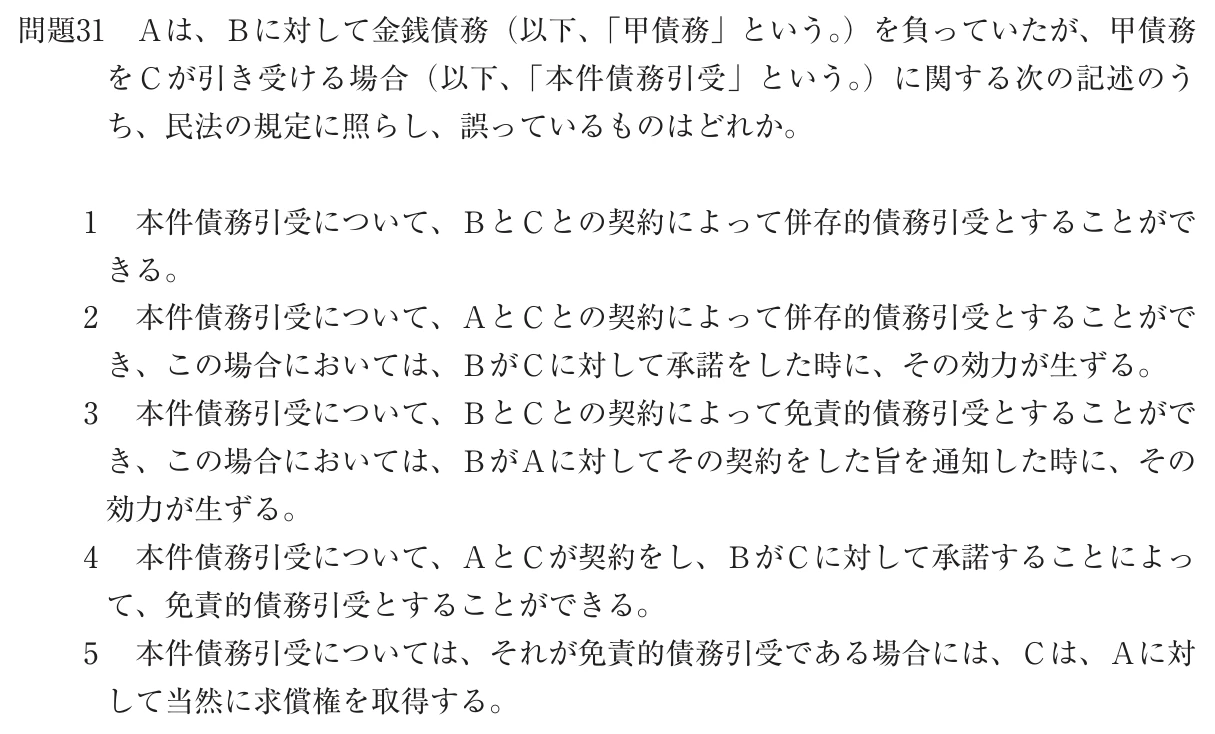 問題31　Ａは、Ｂに対して金銭債務（以下、「甲債務」という。）を負っていたが、甲債務
をＣが引き受ける場合（以下、「本件債務引受」という。）に関する次の記述のう
ち、民法の規定に照らし、誤っているものはどれか。
1　本件債務引受について、ＢとＣとの契約によって併存的債務引受とすることがで
きる。
2　本件債務引受について、ＡとＣとの契約によって併存的債務引受とすることがで
き、この場合においては、ＢがＣに対して承諾をした時に、その効力が生ずる。
3　本件債務引受について、ＢとＣとの契約によって免責的債務引受とすることがで
き、この場合においては、ＢがＡに対してその契約をした旨を通知した時に、その
効力が生ずる。
4　本件債務引受について、ＡとＣが契約をし、ＢがＣに対して承諾することによっ
て、免責的債務引受とすることができる。
5　本件債務引受については、それが免責的債務引受である場合には、Ｃは、Ａに対
して当然に求償権を取得する。